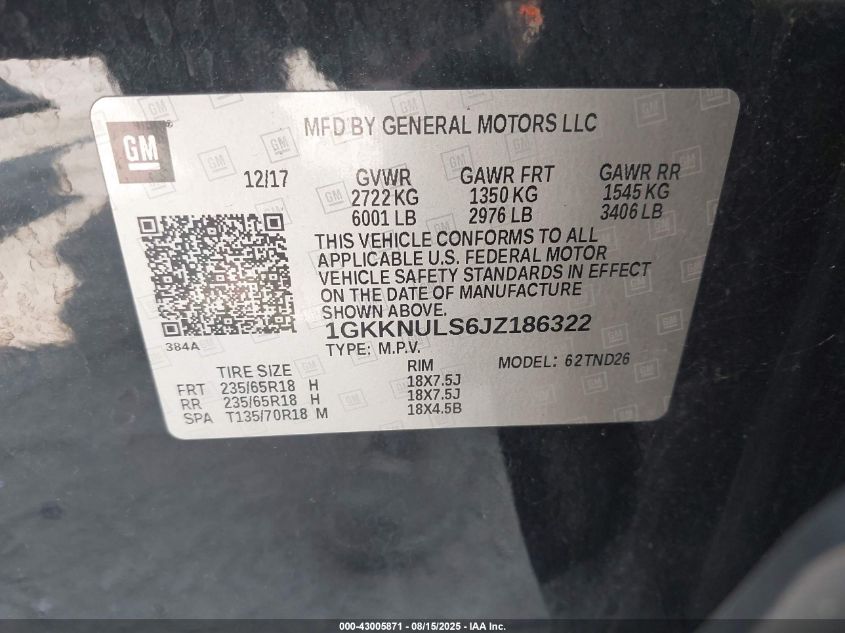 GM
MFD BY GENERAL MOTORS LLC
12/17 GVWR GAWR FRT GAWR RR
2722 KG 1350 KG 1545 KG
6001 LB 2976 LB 3406 LB
THIS VEHICLE CONFORMS TO ALL
APPLICABLE U.S. FEDERAL MOTOR
VEHICLE SAFETY STANDARDS IN EFFECT
ON THE DATE OF MANUFACTURE
SHOWN ABOVE.
384A
1GKKNULS6JZ186322
TYPE: M.P.V.
TIRE SIZE RIM MODEL: 62TND26
FRT 235/65R18 H 18X7.5J
RR 235/65R18 H 18X7.5J
SPA T135/70R18 M 18X4.5B
000-43005871 - 08/15/2025 - IAA Inc.